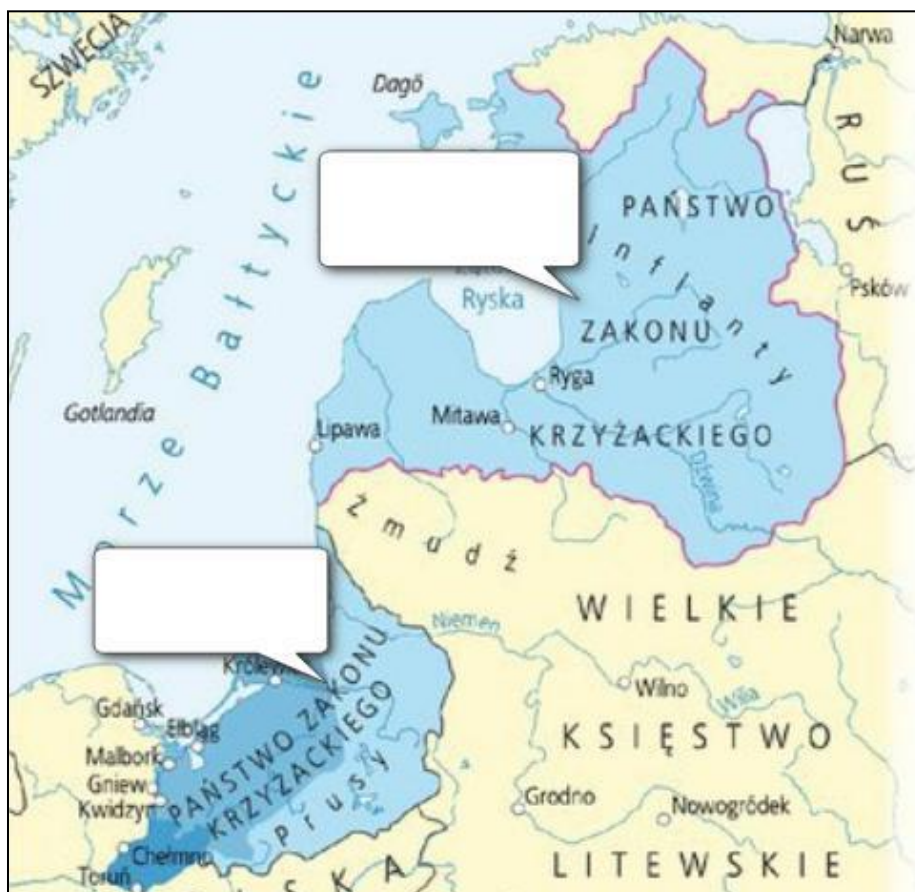 SZWECJA
Narwa
Dagö
RUŚ
PAŃSTWO
Inflanty
Morze Bałtyckie
Psków
Ryska
ZAKONU
Ryga
Gotlandia
Mitawa
KRZYŻACKIEGO
Lipawa
Dźwina
Żmudź
WIELKIE
Niemen
Wilno
Wilia
Gdańsk
Elbląg
PAŃSTWO ZAKONU
KRZYŻACKIEGO
KSIĘSTWO
Malbork
Gniew
Kwidzyn
Prusy
Grodno
Nowogródek
Chełmno
LITEWSKIE
Toruń